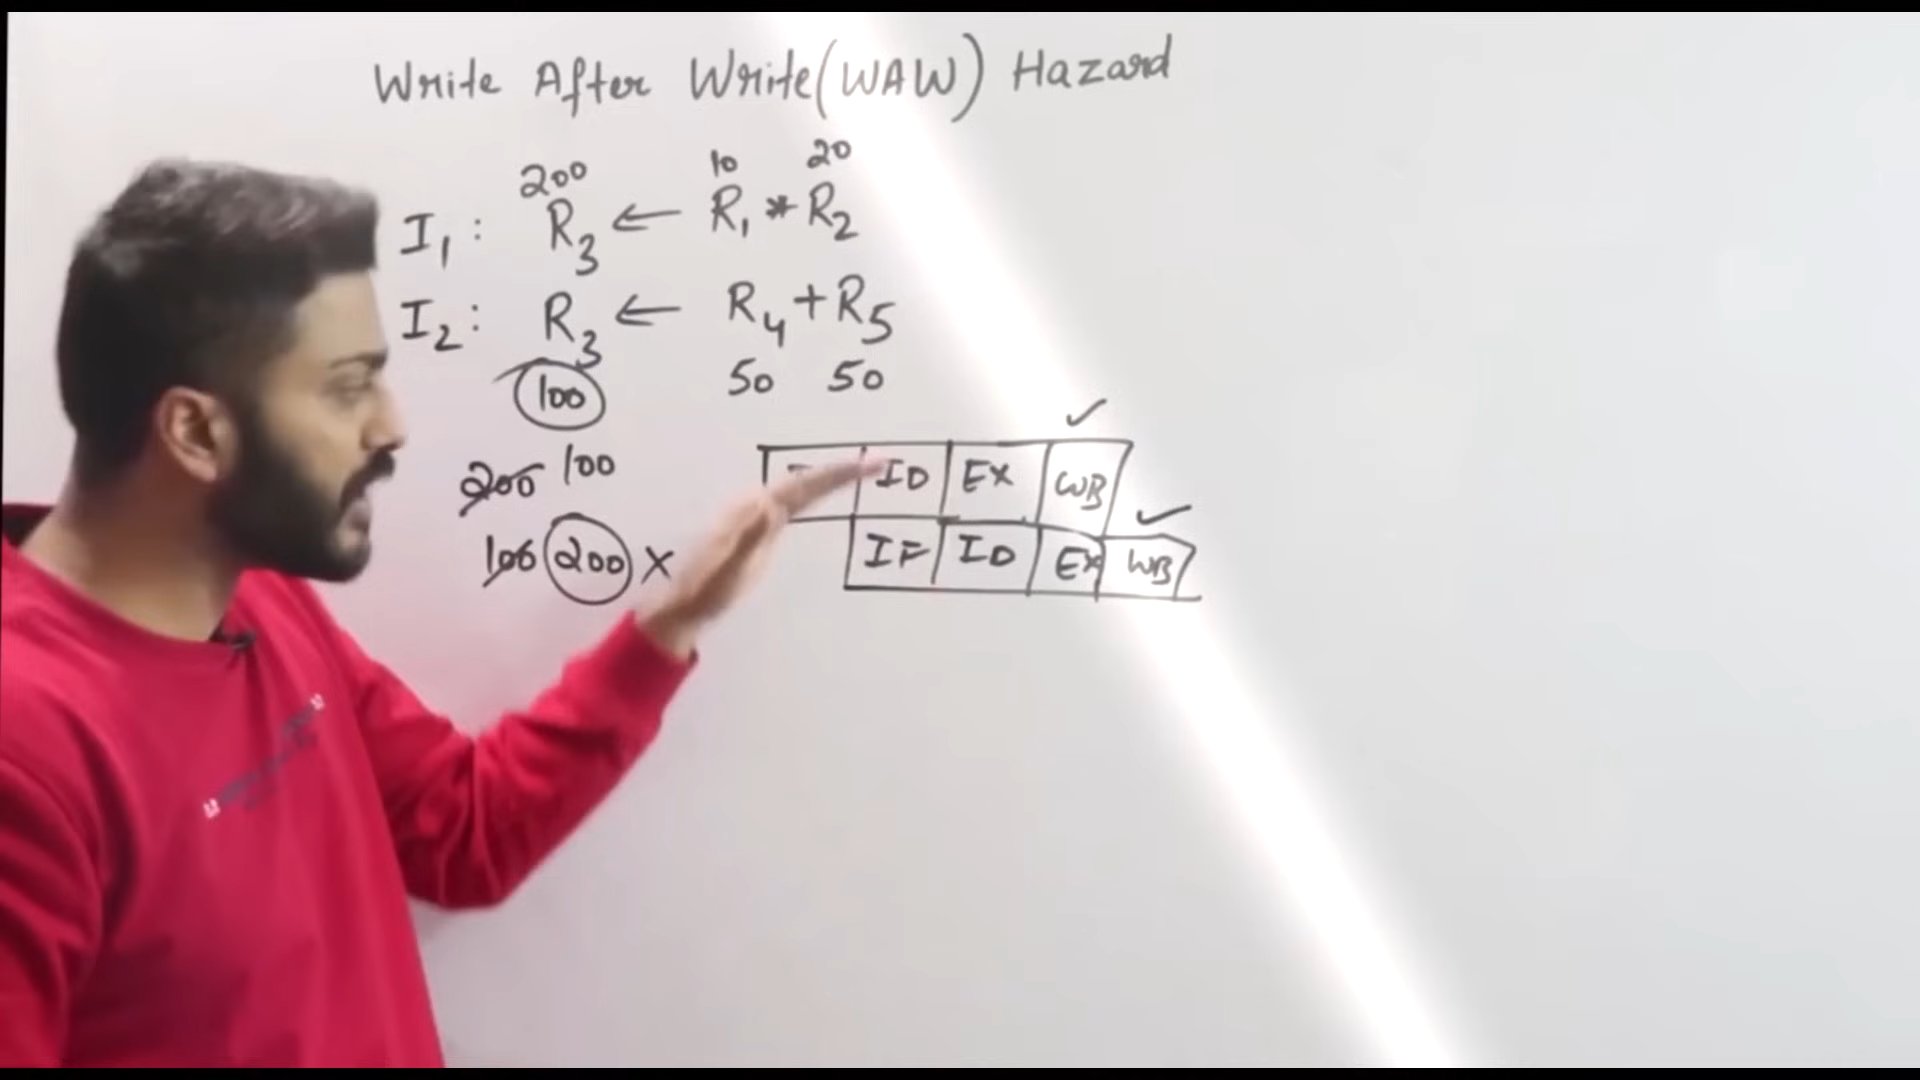 Write After Write (WAW) Hazard
200 10 20
I1: R3 ← R1 * R2
I2: R3 ← R4 + R5
100 50 50
200 100
100 200 ×
ID EX WB
IF ID EX WB